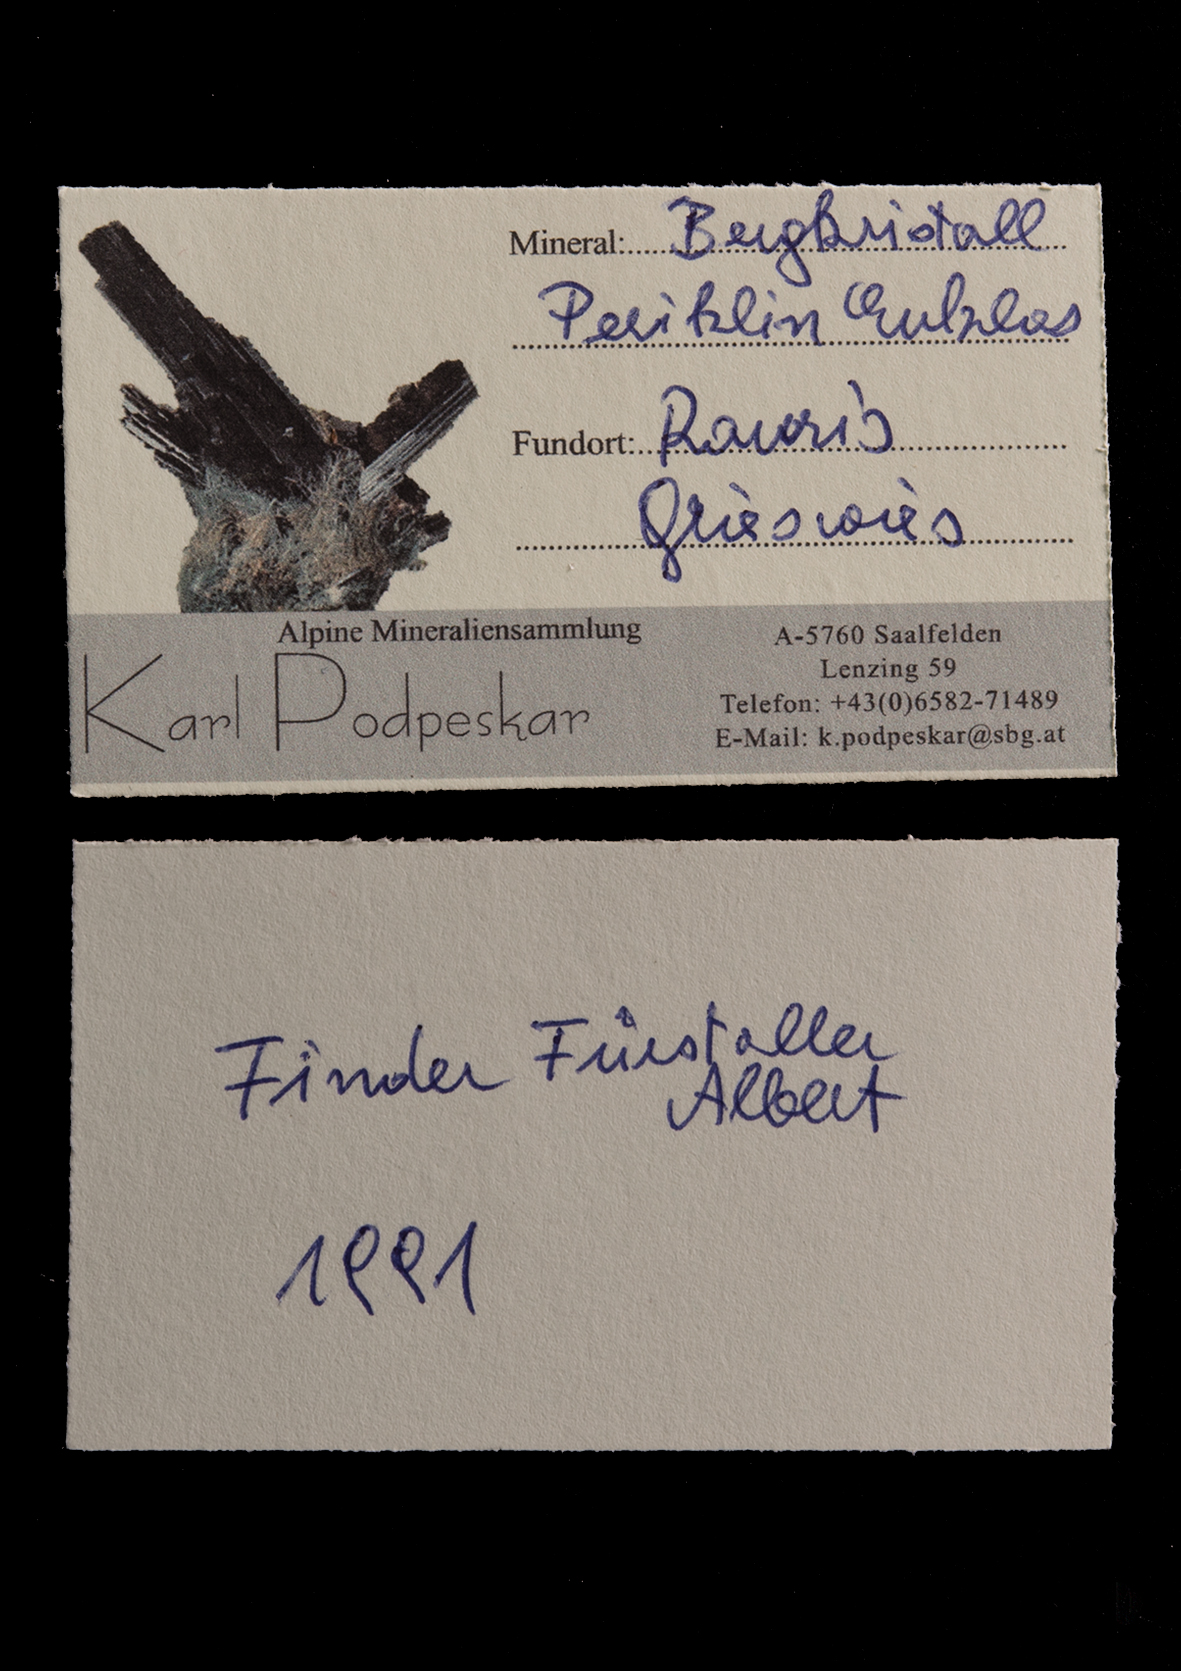 Mineral: Bergkristall
Periklin Euklas
Fundort: Rauris
Grieswies
Alpine Mineraliensammlung
Karl Podpeskar
A-5760 Saalfelden
Lenzing 59
Telefon: +43(0)6582-71489
E-Mail: k.podpeskar@sbg.at
Finder Fürstaller
Albert
1991